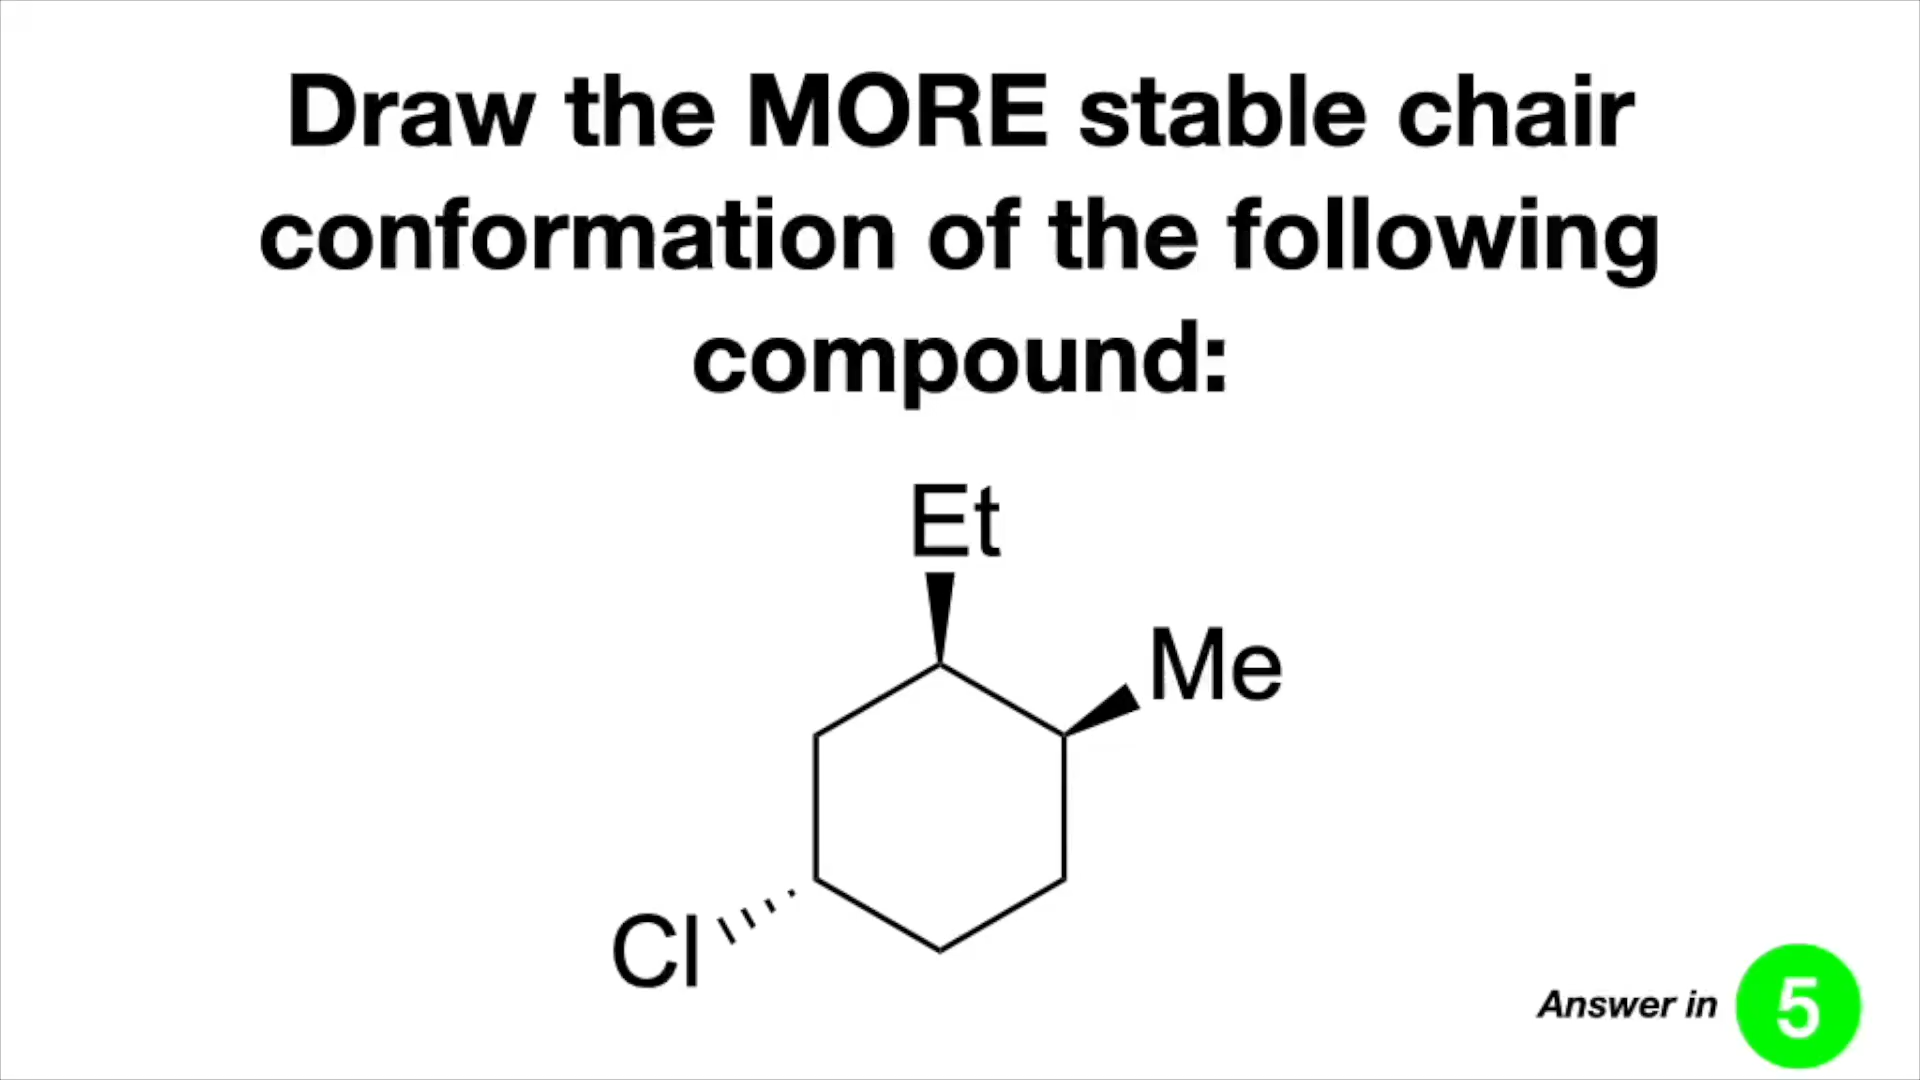 Draw the MORE stable chair
conformation of the following
compound:
Et
Me
Cl
Answer in 5